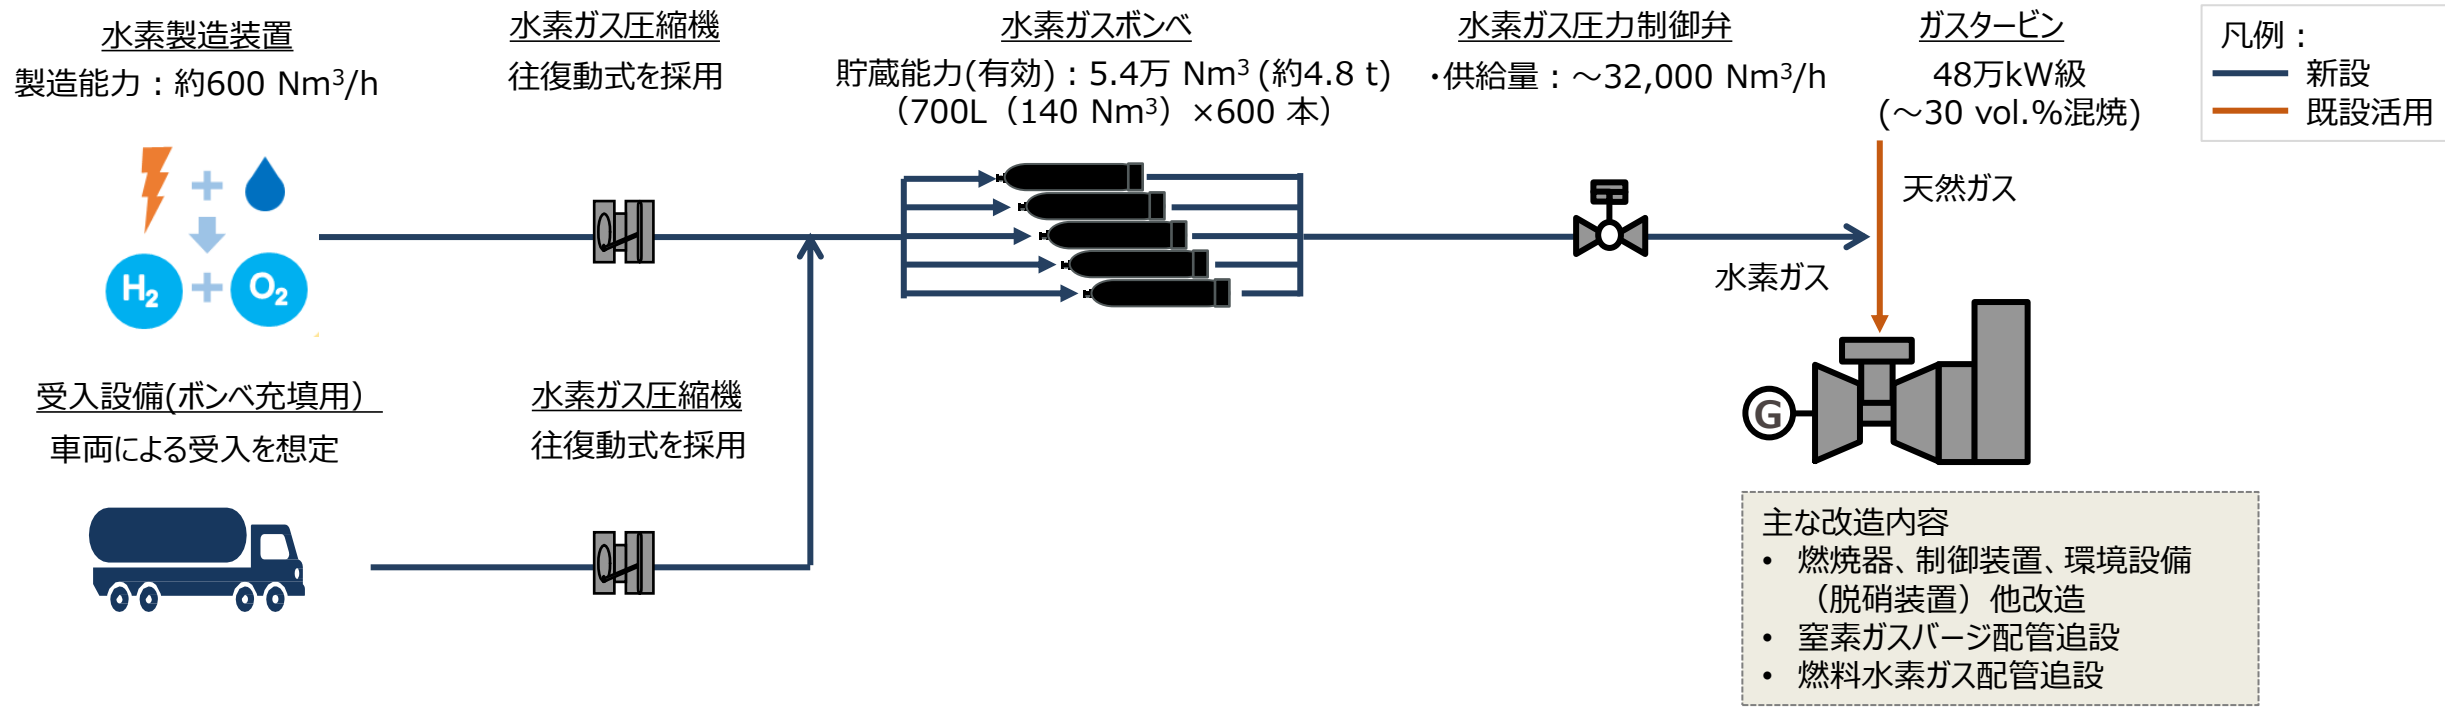 水素製造装置
製造能力：約600 Nm³/h
水素ガス圧縮機
往復動式を採用
水素ガスボンベ
貯蔵能力(有効)：5.4万 Nm³ (約4.8 t)
（700L（140 Nm³）×600 本）
水素ガス圧力制御弁
・供給量：～32,000 Nm³/h
ガスタービン
48万kW級
(～30 vol.%混焼)
凡例：
新設
既設活用
天然ガス
水素ガス
H₂
O₂
受入設備(ボンベ充填用）
車両による受入を想定
水素ガス圧縮機
往復動式を採用
G
主な改造内容
• 燃焼器、制御装置、環境設備
（脱硝装置）他改造
• 窒素ガスバージ配管追設
• 燃料水素ガス配管追設